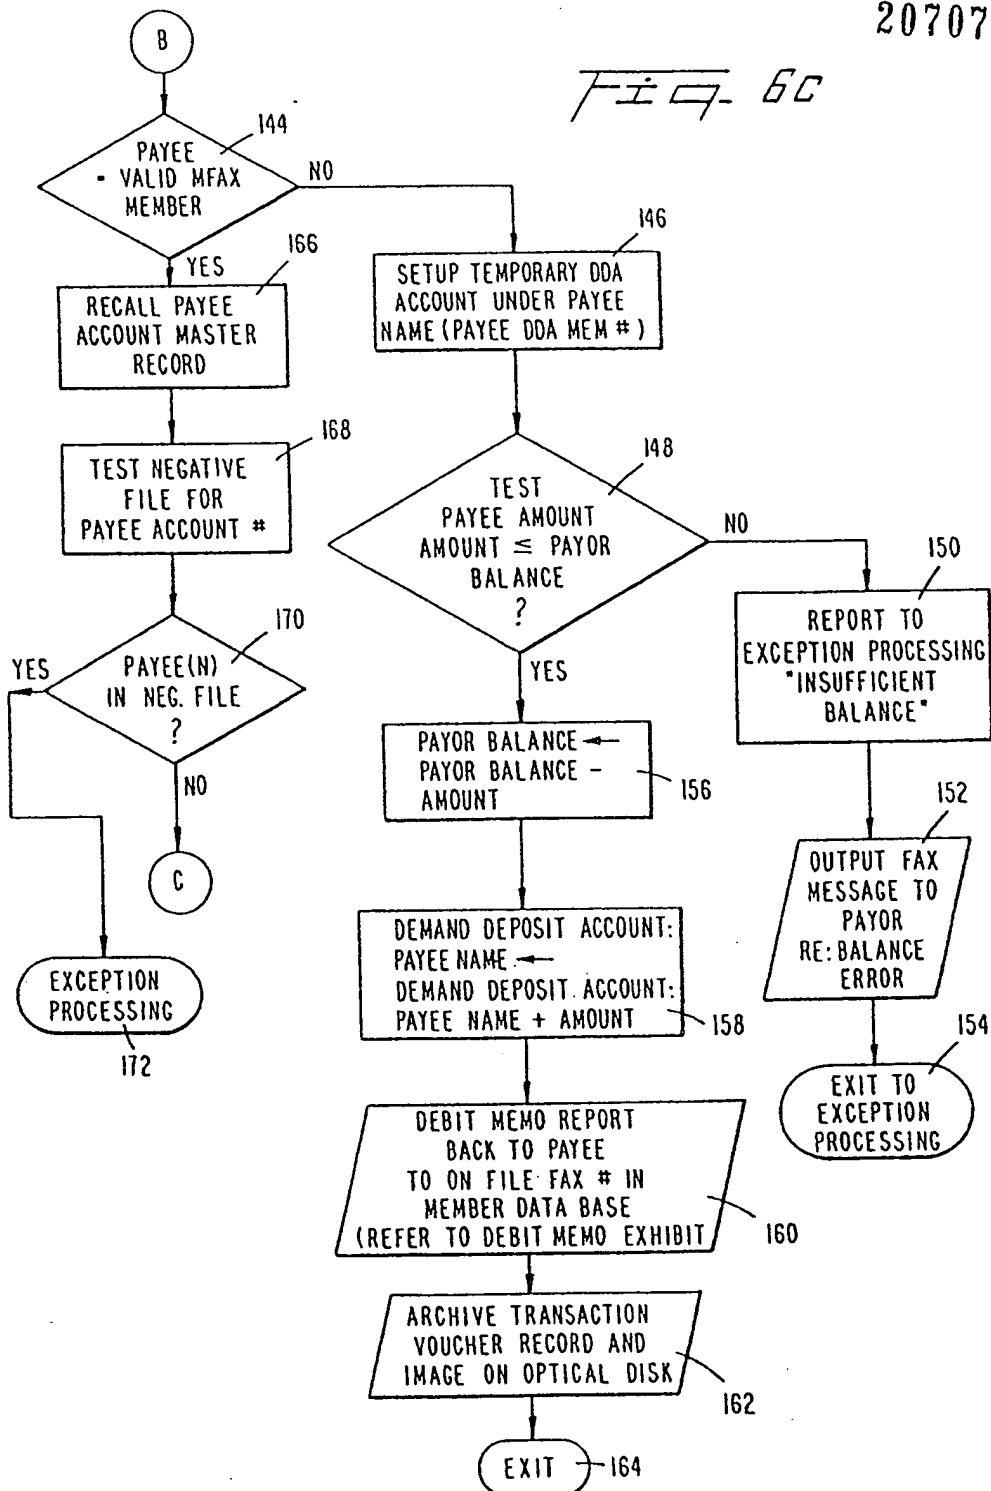 20707
Fig. 6C
B
144
PAYEE
- VALID MFAX
MEMBER
NO
YES
146
SETUP TEMPORARY DDA
ACCOUNT UNDER PAYEE
NAME (PAYEE DDA MEM #)
166
RECALL PAYEE
ACCOUNT MASTER
RECORD
168
TEST NEGATIVE
FILE FOR
PAYEE ACCOUNT #
148
TEST
PAYEE AMOUNT
AMOUNT ≤ PAYOR
BALANCE
?
NO
YES
150
REPORT TO
EXCEPTION PROCESSING
"INSUFFICIENT
BALANCE"
170
YES
PAYEE(N)
IN NEG. FILE
?
NO
C
EXCEPTION
PROCESSING
172
PAYOR BALANCE ←
PAYOR BALANCE -
AMOUNT
156
152
OUTPUT FAX
MESSAGE TO
PAYOR
RE: BALANCE
ERROR
DEMAND DEPOSIT ACCOUNT:
PAYEE NAME ←
DEMAND DEPOSIT ACCOUNT:
PAYEE NAME + AMOUNT
158
154
EXIT TO
EXCEPTION
PROCESSING
DEBIT MEMO REPORT
BACK TO PAYEE
TO ON FILE FAX # IN
MEMBER DATA BASE
(REFER TO DEBIT MEMO EXHIBIT
160
ARCHIVE TRANSACTION
VOUCHER RECORD AND
IMAGE ON OPTICAL DISK
162
EXIT
164